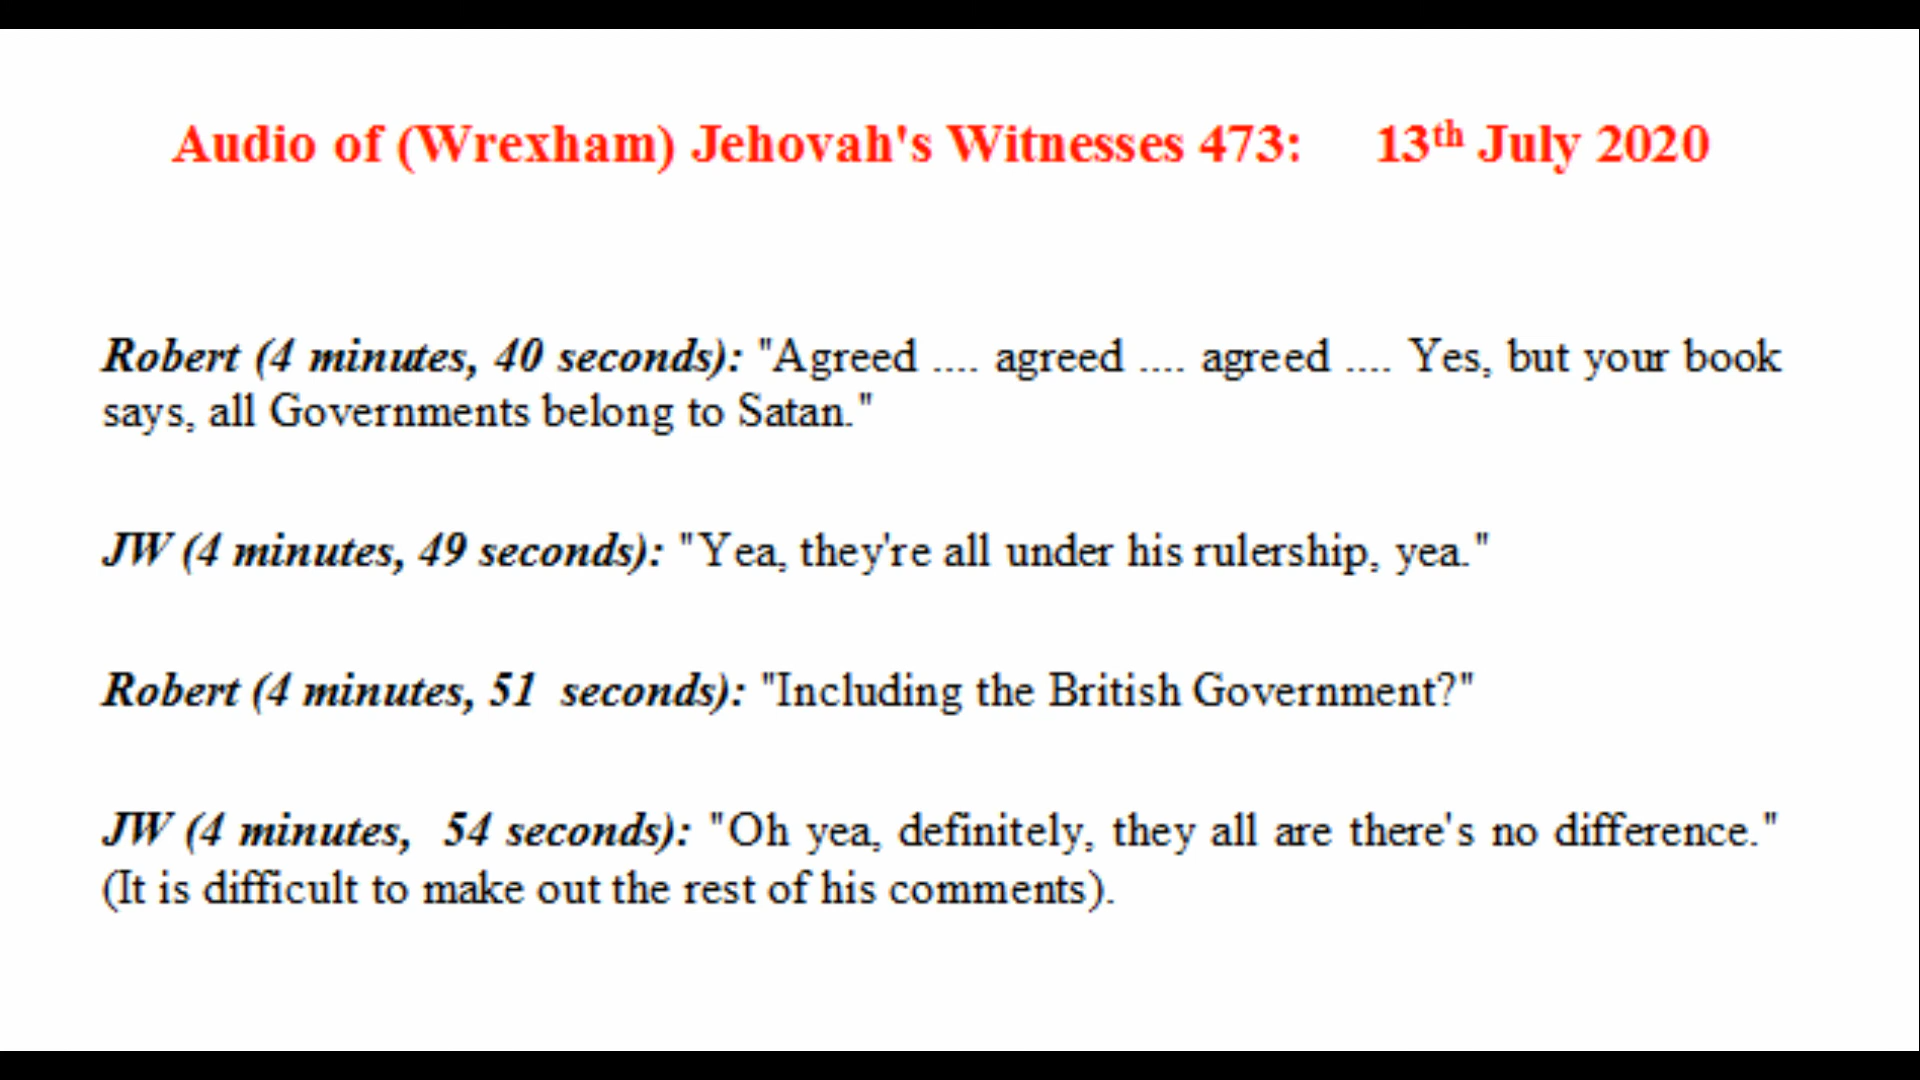 Audio of (Wrexham) Jehovah's Witnesses 473: 13th July 2020
Robert (4 minutes, 40 seconds): "Agreed .... agreed .... agreed .... Yes, but your book
says, all Governments belong to Satan."
JW (4 minutes, 49 seconds): "Yea, they're all under his rulership, yea."
Robert (4 minutes, 51 seconds): "Including the British Government?"
JW (4 minutes, 54 seconds): "Oh yea, definitely, they all are there's no difference."
(It is difficult to make out the rest of his comments).